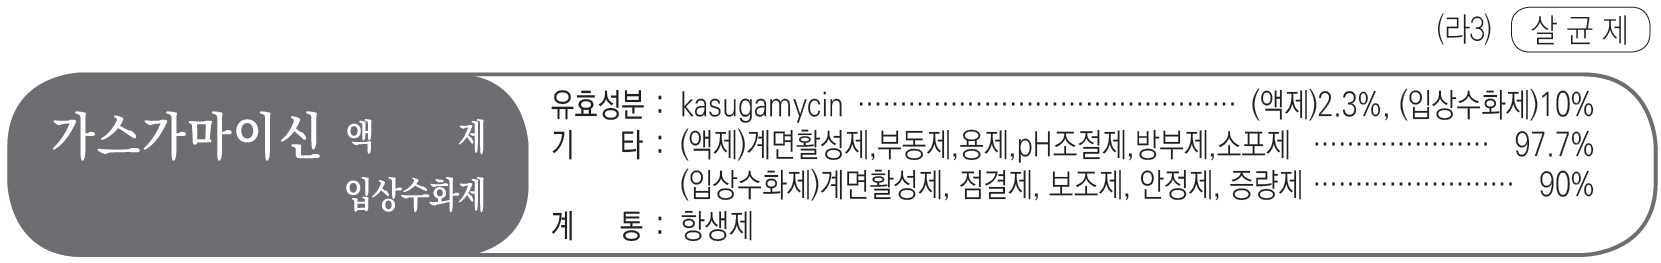 (라3) 살 균 제
가스가마이신 액 제
입상수화제
유효성분 : kasugamycin ············································· (액제)2.3%, (입상수화제)10%
기 타 : (액제)계면활성제,부동제,용제,pH조절제,방부제,소포제 ····················· 97.7%
(입상수화제)계면활성제, 점결제, 보조제, 안정제, 증량제 ························ 90%
계 통 : 항생제